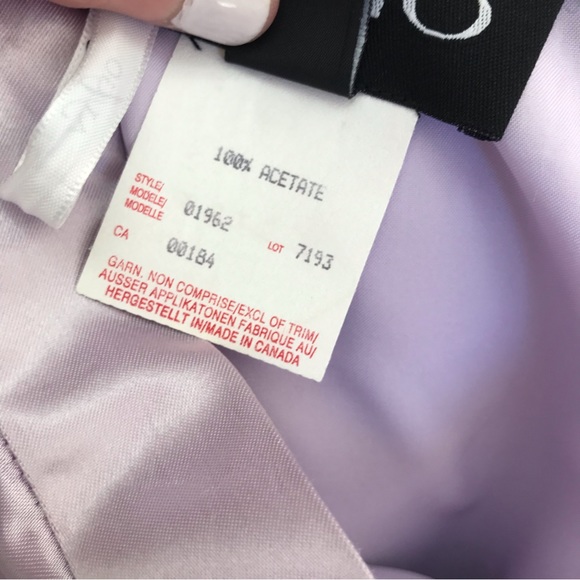 100% ACETATE
STYLE/
MODELE/
MODELLE 01962 LOT 7193
CA 00184
GARN. NON COMPRISE/EXCL OF TRIM/
AUSSER APPLIKATONEN FABRIQUE AU/
HERGESTELLT IN/MADE IN CANADA